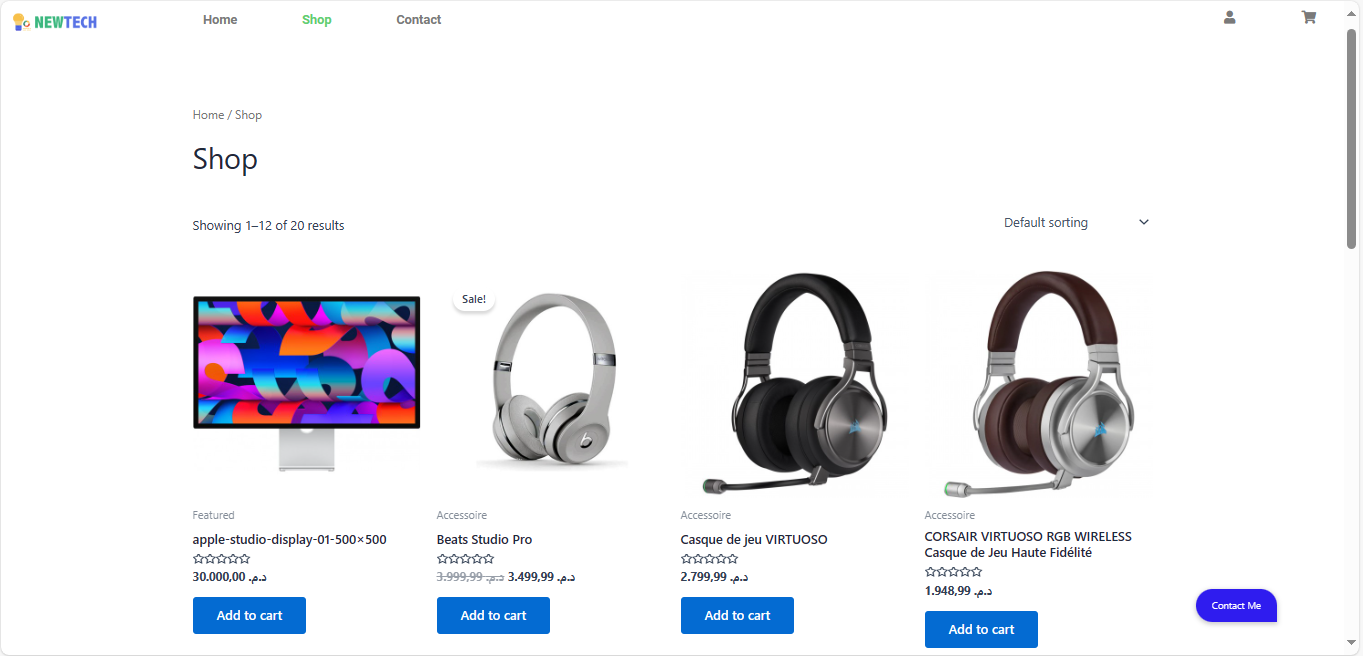 NEWTECH
Home Shop Contact
Home / Shop
Shop
Showing 1–12 of 20 results
Default sorting
Sale!
Featured
apple-studio-display-01-500×500
30.000,00 د.م.
Add to cart
Accessoire
Beats Studio Pro
3.999,99 د.م. 3.499,99 د.م.
Add to cart
Accessoire
Casque de jeu VIRTUOSO
2.799,99 د.م.
Add to cart
Accessoire
CORSAIR VIRTUOSO RGB WIRELESS
Casque de Jeu Haute Fidélité
1.948,99 د.م.
Add to cart
Contact Me